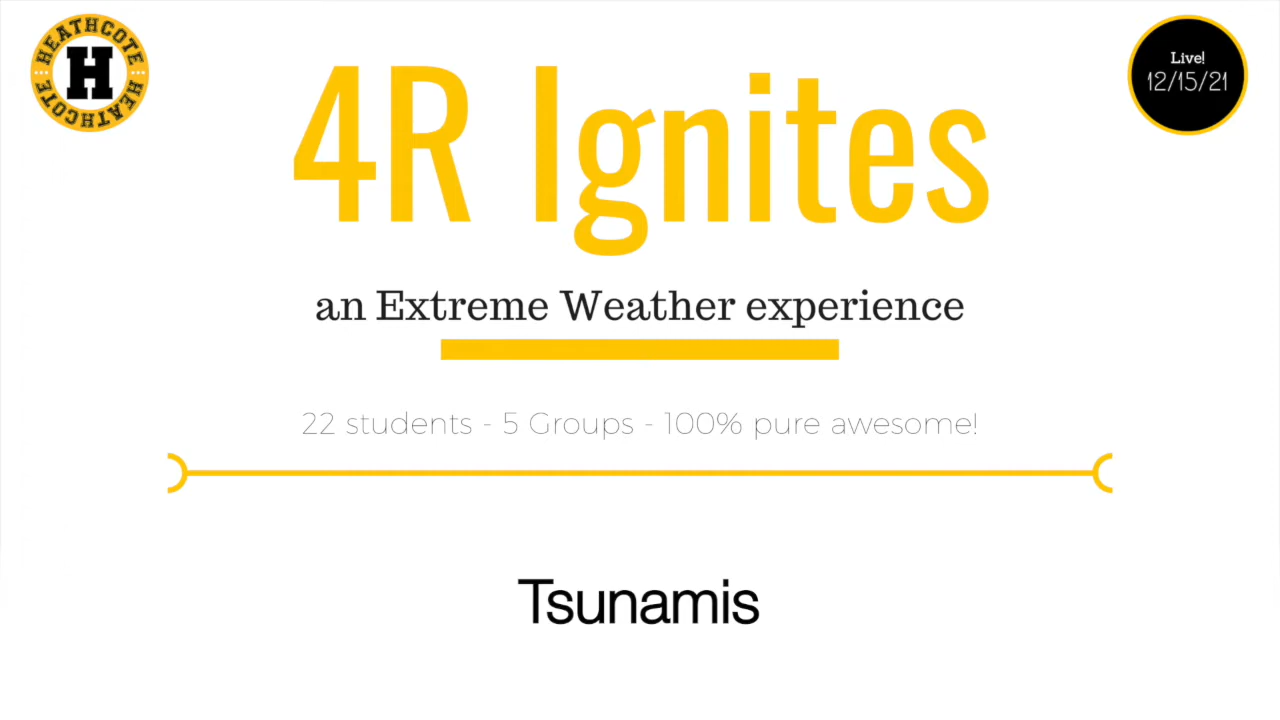 HEATHCOTE
H
HEATHCOTE
Live!
12/15/21
4R Ignites
an Extreme Weather experience
22 students - 5 Groups - 100% pure awesome!
Tsunamis